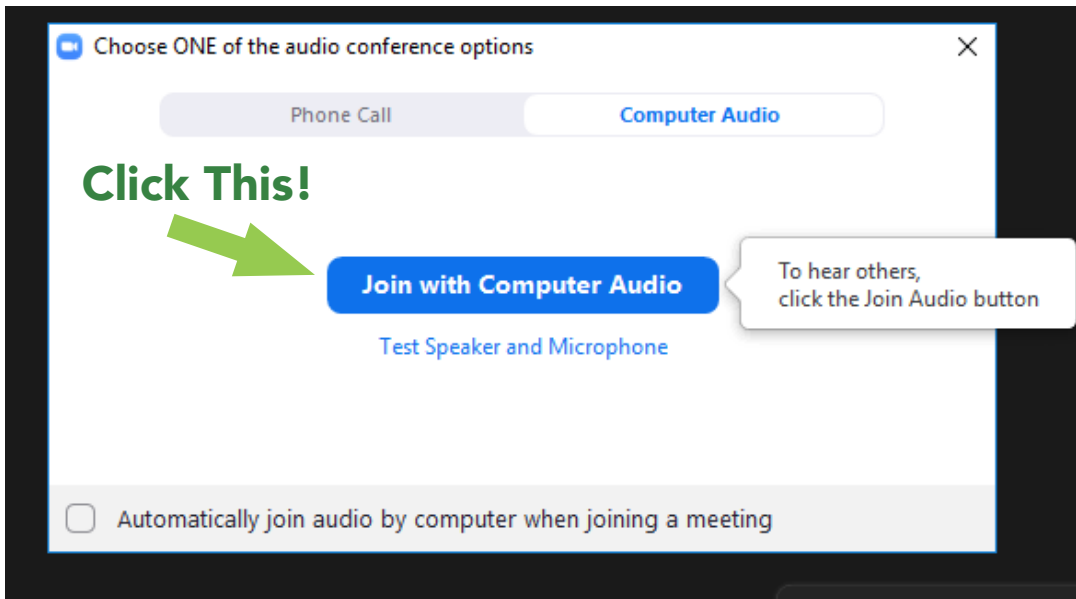 Choose ONE of the audio conference options
Phone Call
Computer Audio
Click This!
Join with Computer Audio
To hear others,
click the Join Audio button
Test Speaker and Microphone
Automatically join audio by computer when joining a meeting